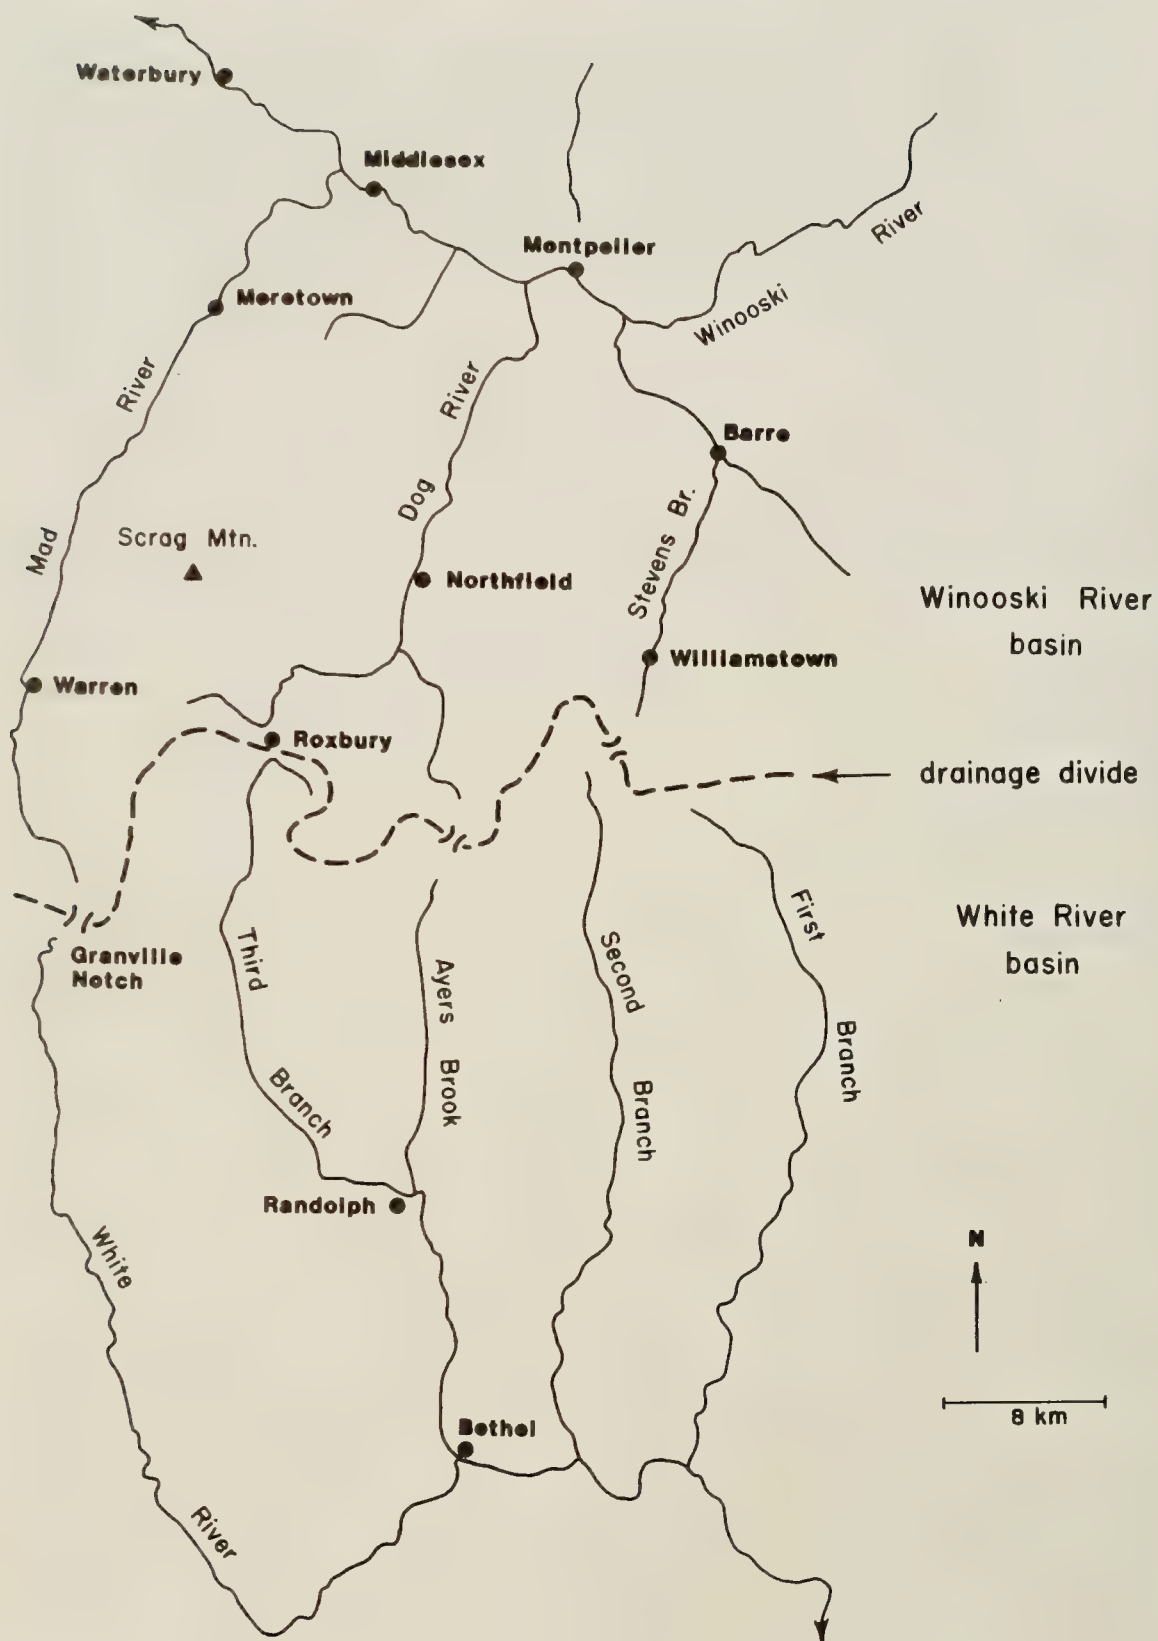 Waterbury
Middlesex
Montpelier
River
Winooski
Moretown
River
River
Barre
Dog
Stevens Br.
Mad
Scrag Mtn.
Northfield
Winooski River
basin
Williamstown
Warren
Roxbury
drainage divide
First
White River
basin
Granville
Notch
Third
Ayers
Second
Branch
Brook
Branch
Branch
Randolph
White
N
8 km
Bethel
River